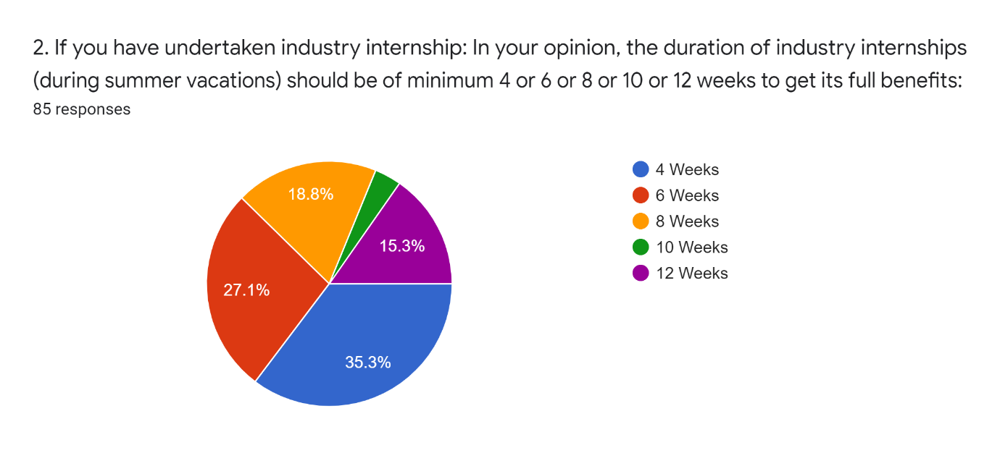 2. If you have undertaken industry internship: In your opinion, the duration of industry internships
(during summer vacations) should be of minimum 4 or 6 or 8 or 10 or 12 weeks to get its full benefits:
85 responses
18.8%
15.3%
27.1%
35.3%
4 Weeks
6 Weeks
8 Weeks
10 Weeks
12 Weeks